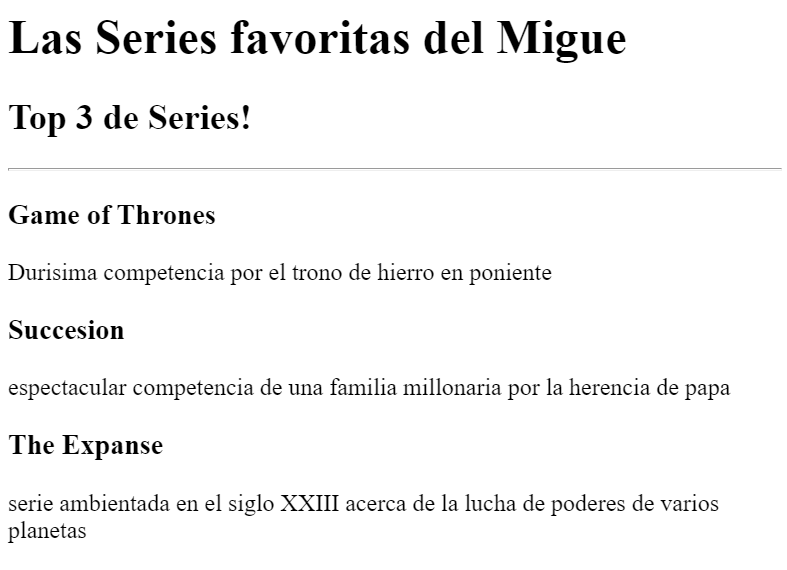 Las Series favoritas del Migue
Top 3 de Series!
Game of Thrones
Durisima competencia por el trono de hierro en poniente
Succesion
espectacular competencia de una familia millonaria por la herencia de papa
The Expanse
serie ambientada en el siglo XXIII acerca de la lucha de poderes de varios
planetas